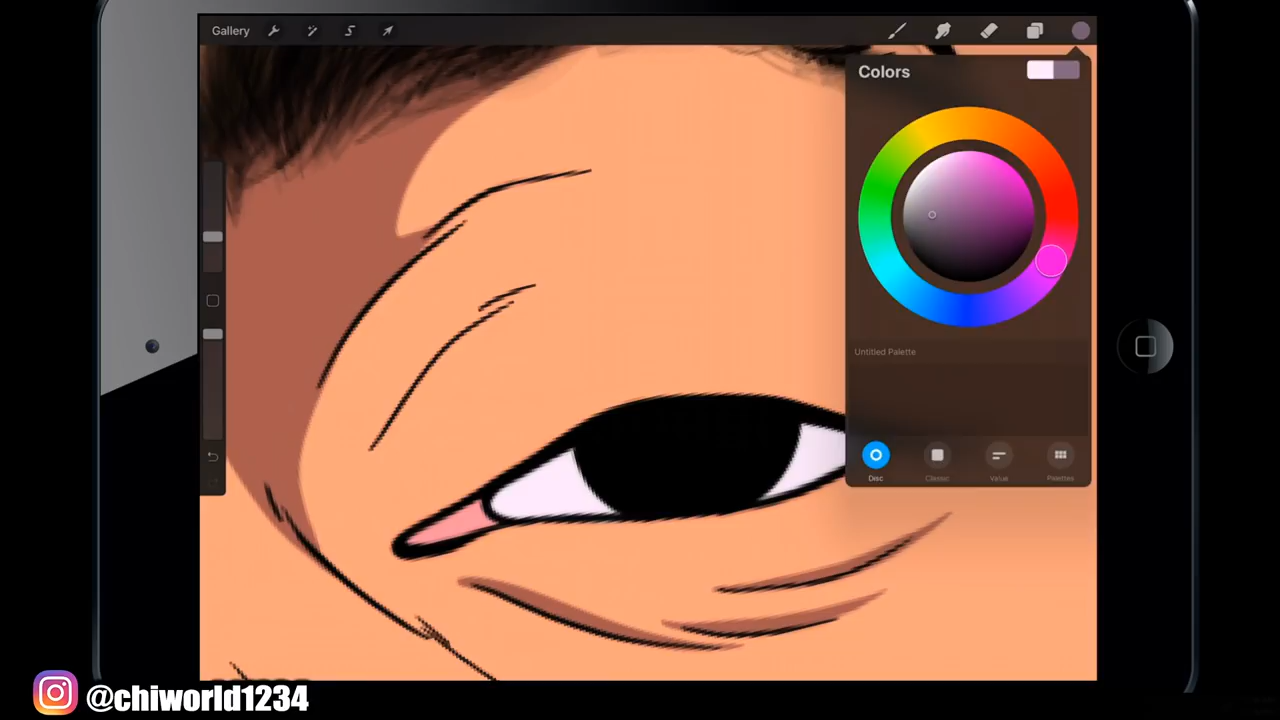 Gallery
Colors
Untitled Palette
Disc
Classic
Value
Palettes
@chiworld1234